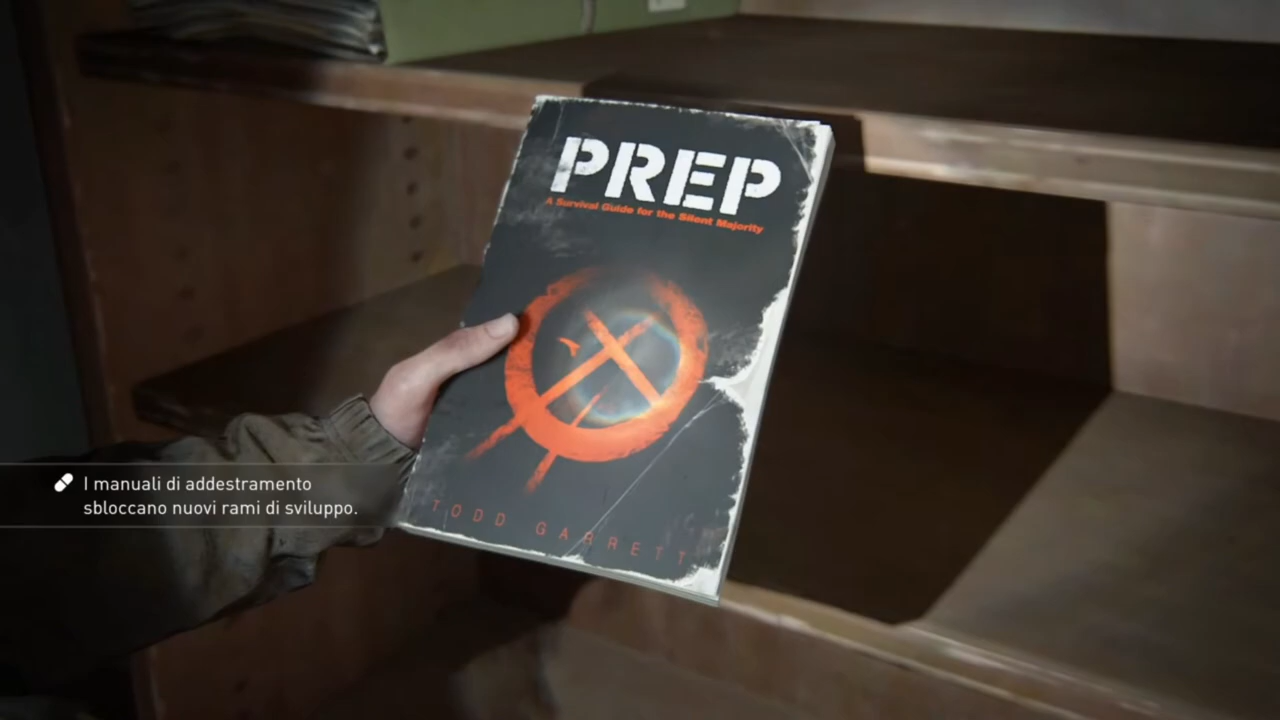 PREP
A Survival Guide for the Silent Majority
TODD GARRETT
I manuali di addestramento
sbloccano nuovi rami di sviluppo.